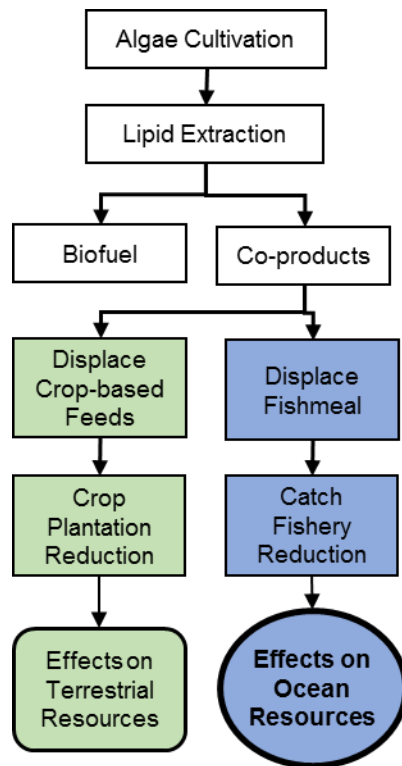 Algae Cultivation
Lipid Extraction
Biofuel
Co-products
Displace
Crop-based
Feeds
Displace
Fishmeal
Crop
Plantation
Reduction
Catch
Fishery
Reduction
Effects on
Terrestrial
Resources
Effects on
Ocean
Resources